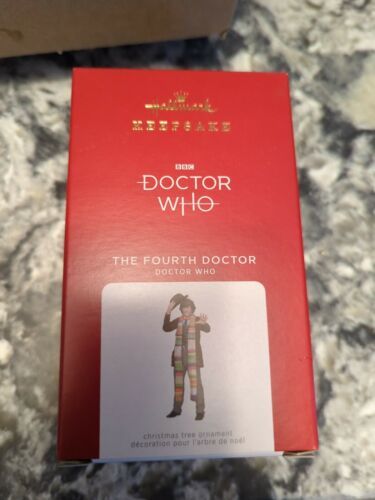 Hallmark
KEEPSAKE
BBC
DOCTOR
WHO
THE FOURTH DOCTOR
DOCTOR WHO
christmas tree ornament
décoration pour l'arbre de noël